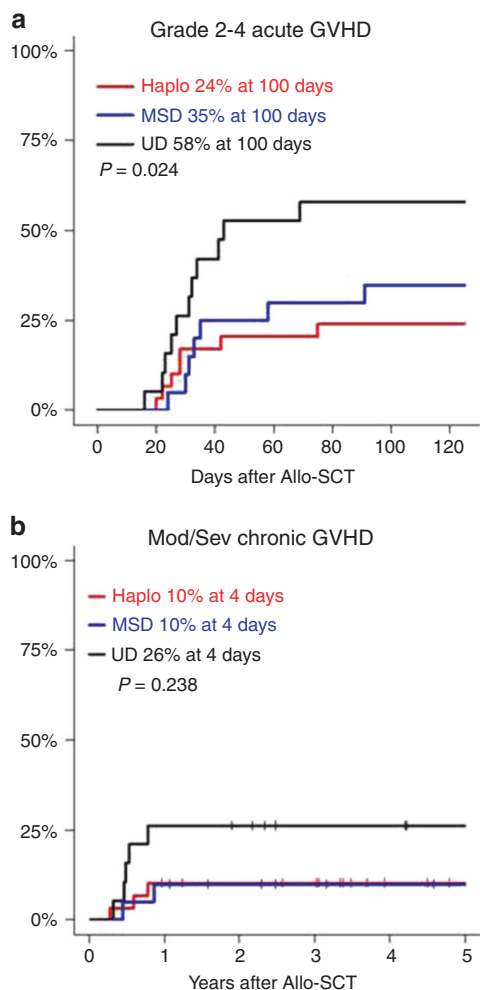 a
Grade 2-4 acute GVHD
100%
Haplo 24% at 100 days
MSD 35% at 100 days
75%
UD 58% at 100 days
P = 0.024
50%
25%
0%
0 20 40 60 80 100 120
Days after Allo-SCT
b
Mod/Sev chronic GVHD
100%
Haplo 10% at 4 days
MSD 10% at 4 days
75%
UD 26% at 4 days
P = 0.238
50%
25%
0%
0 1 2 3 4 5
Years after Allo-SCT